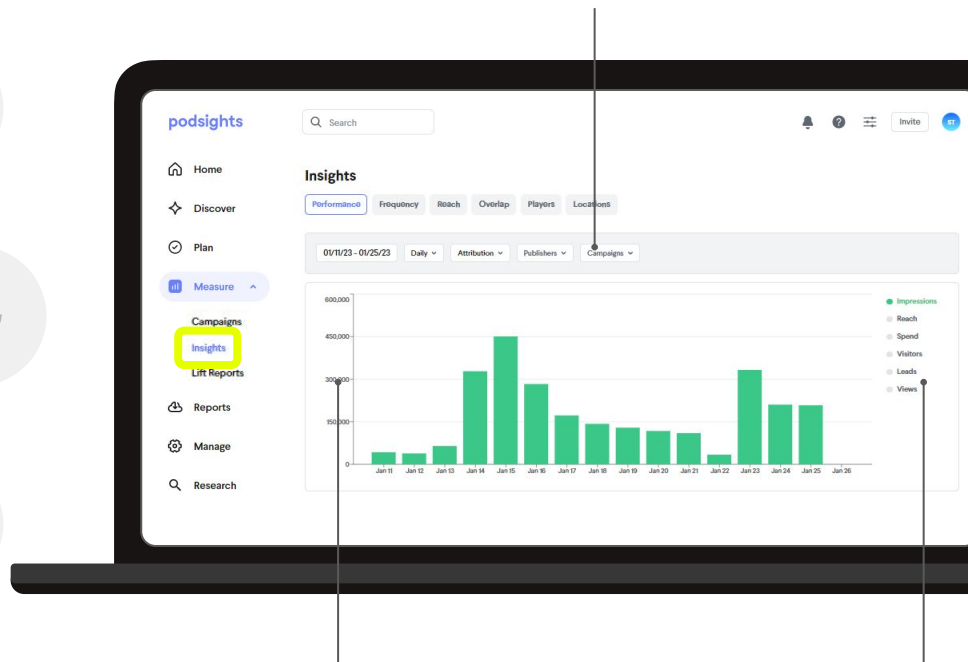 podsights
Search
Invite
ST
Home
Discover
Plan
Measure
Campaigns
Insights
Lift Reports
Reports
Manage
Research
Insights
Performance Frequency Reach Overlap Players Locations
01/11/23 - 01/25/23 Daily Attribution Publishers Campaigns
600,000
450,000
300,000
150,000
0
Jan 11 Jan 12 Jan 13 Jan 14 Jan 15 Jan 16 Jan 17 Jan 18 Jan 19 Jan 20 Jan 21 Jan 22 Jan 23 Jan 24 Jan 25 Jan 26
Impressions
Reach
Spend
Visitors
Leads
Views